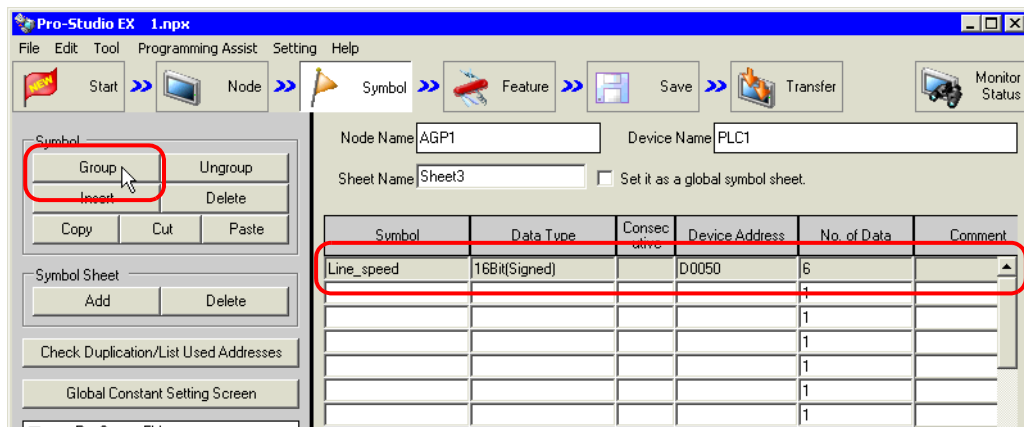 Pro-Studio EX 1.npx
File Edit Tool Programming Assist Setting Help
NEW Start Node Symbol Feature Save Transfer Monitor Status
Symbol
Group Ungroup
Insert Delete
Copy Cut Paste
Symbol Sheet
Add Delete
Check Duplication/List Used Addresses
Global Constant Setting Screen
Node Name AGP1 Device Name PLC1
Sheet Name Sheet3 Set it as a global symbol sheet.
Symbol Data Type Consecutive Device Address No. of Data Comment
Line_speed 16Bit(Signed) D0050 6
1
1
1
1
1
1